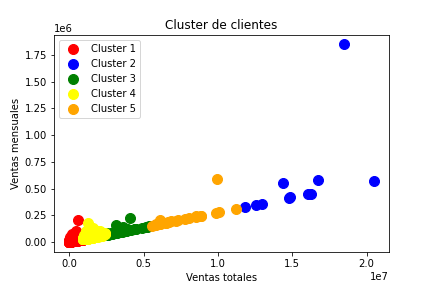 Cluster de clientes
1e6
Ventas mensuales
1.75
1.50
1.25
1.00
0.75
0.50
0.25
0.00
Cluster 1
Cluster 2
Cluster 3
Cluster 4
Cluster 5
0.0
0.5
1.0
1.5
2.0
1e7
Ventas totales